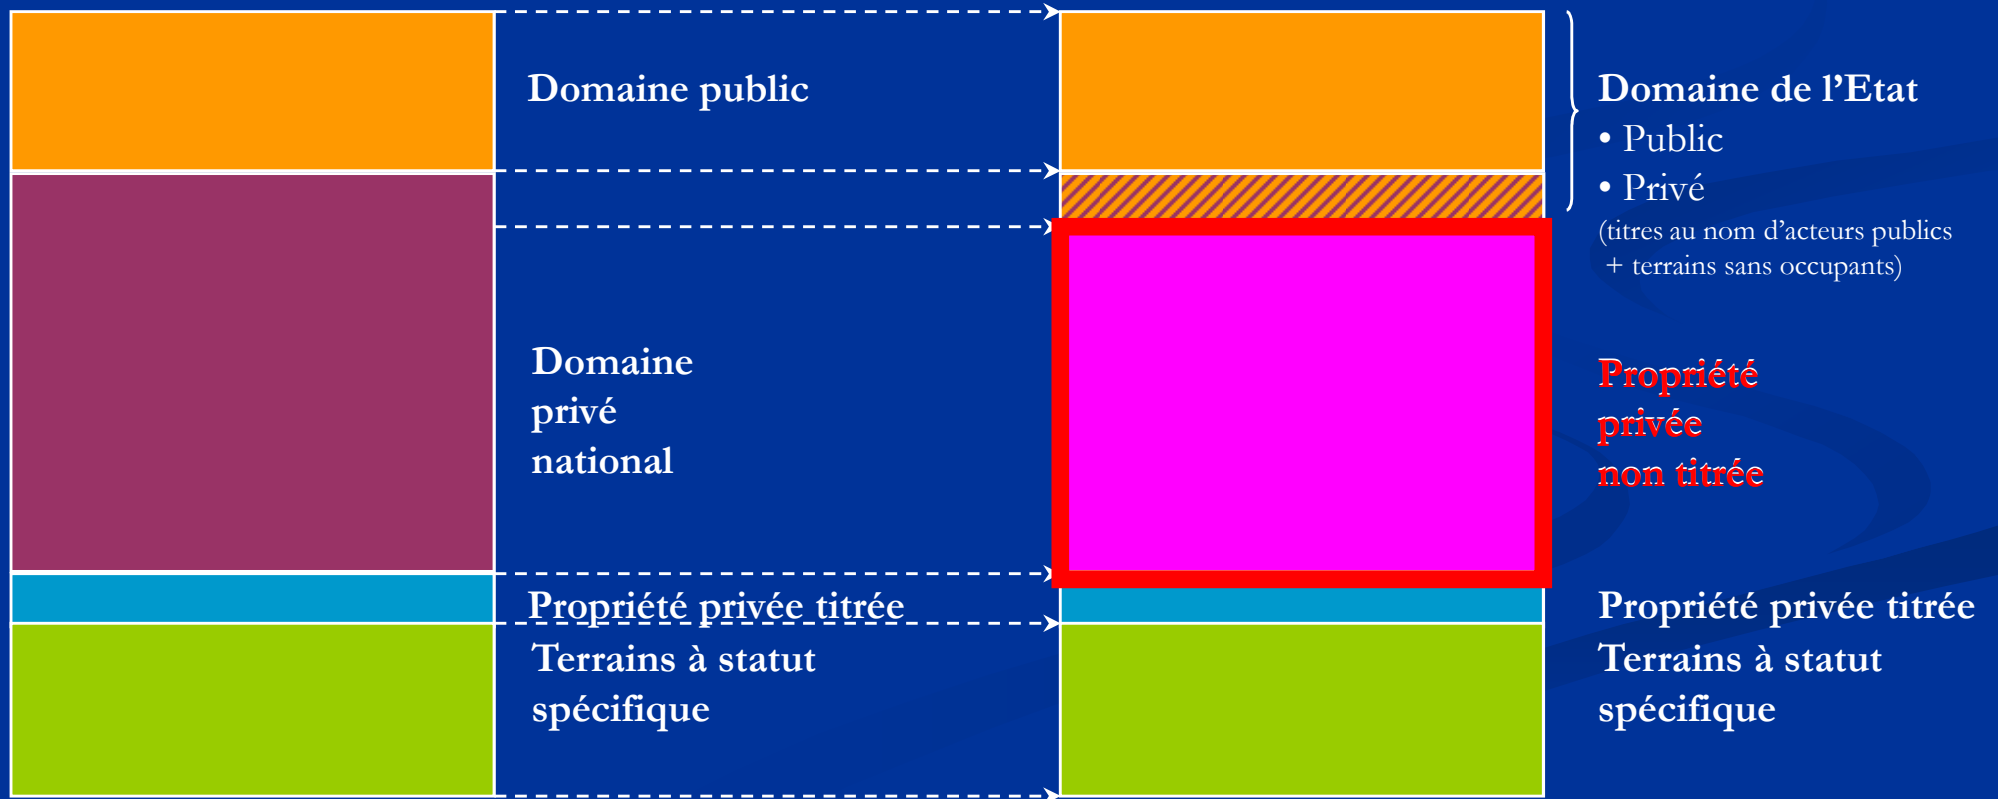 Domaine public
Domaine
privé
national
Propriété privée titrée
Terrains à statut
spécifique
Domaine de l’Etat
• Public
• Privé
(titres au nom d’acteurs publics
+ terrains sans occupants)
Propriété
privée
non titrée
Propriété privée titrée
Terrains à statut
spécifique